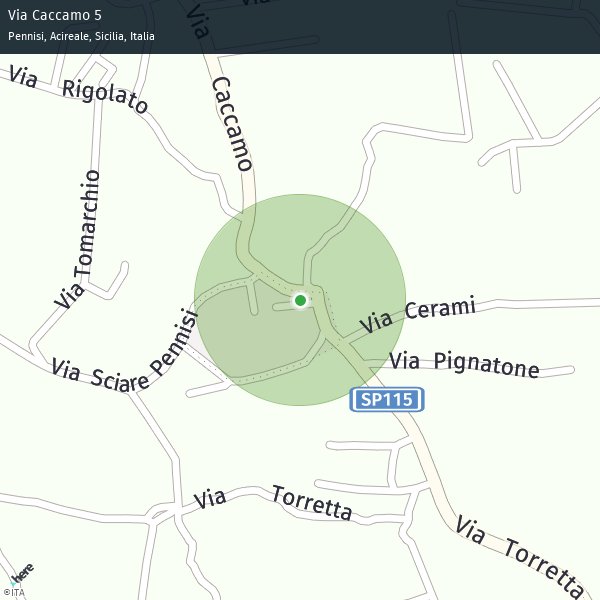 Via Caccamo 5
Pennisi, Acireale, Sicilia, Italia
Via Caccamo
Via Rigolato
Via Tomarchio
Via Sciare Pennisi
Via Cerami
Via Pignatone
SP115
Via Torretta
Via Torretta
here
©ITA